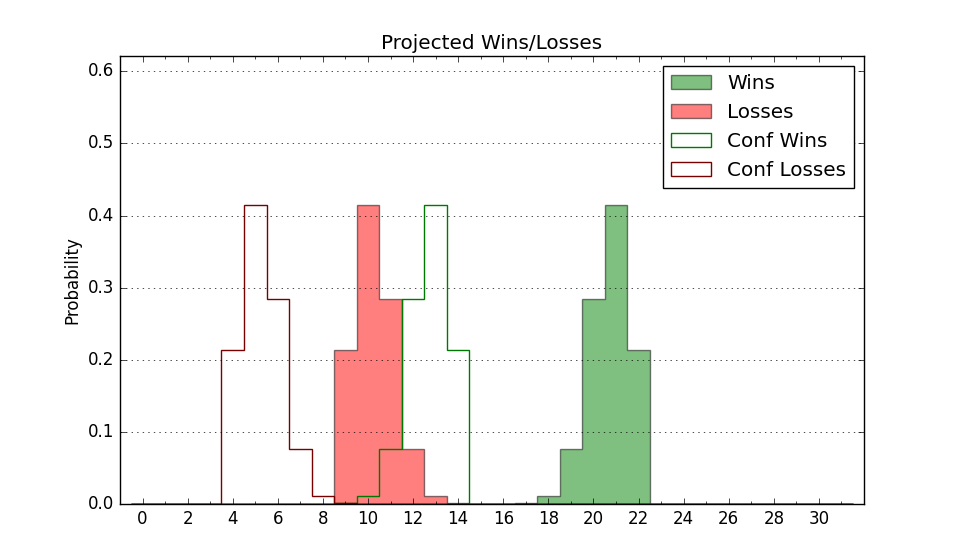 Projected Wins/Losses
0.6
0.5
0.4
0.3
0.2
0.1
0.0
Probability
Wins
Losses
Conf Wins
Conf Losses
0 2 4 6 8 10 12 14 16 18 20 22 24 26 28 30